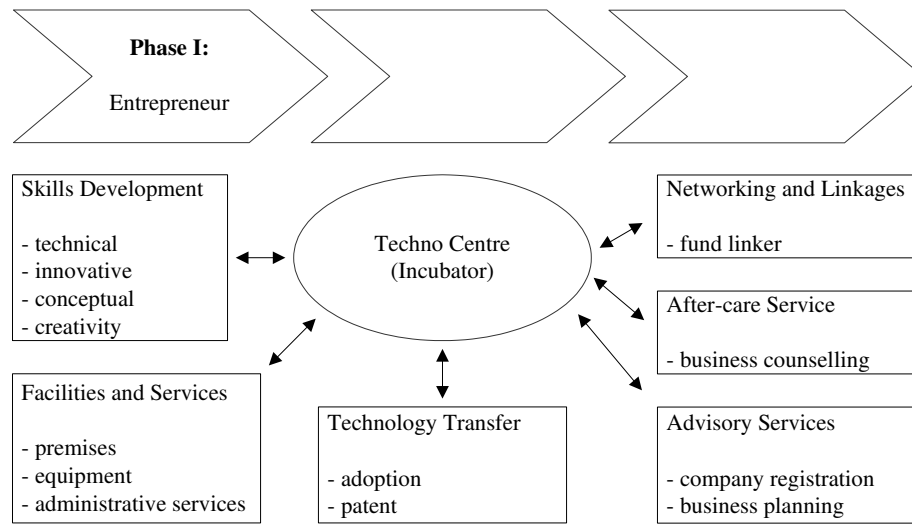 Phase I:
Entrepreneur
Skills Development
- technical
- innovative
- conceptual
- creativity
Facilities and Services
- premises
- equipment
- administrative services
Techno Centre
(Incubator)
Technology Transfer
- adoption
- patent
Networking and Linkages
- fund linker
After-care Service
- business counselling
Advisory Services
- company registration
- business planning